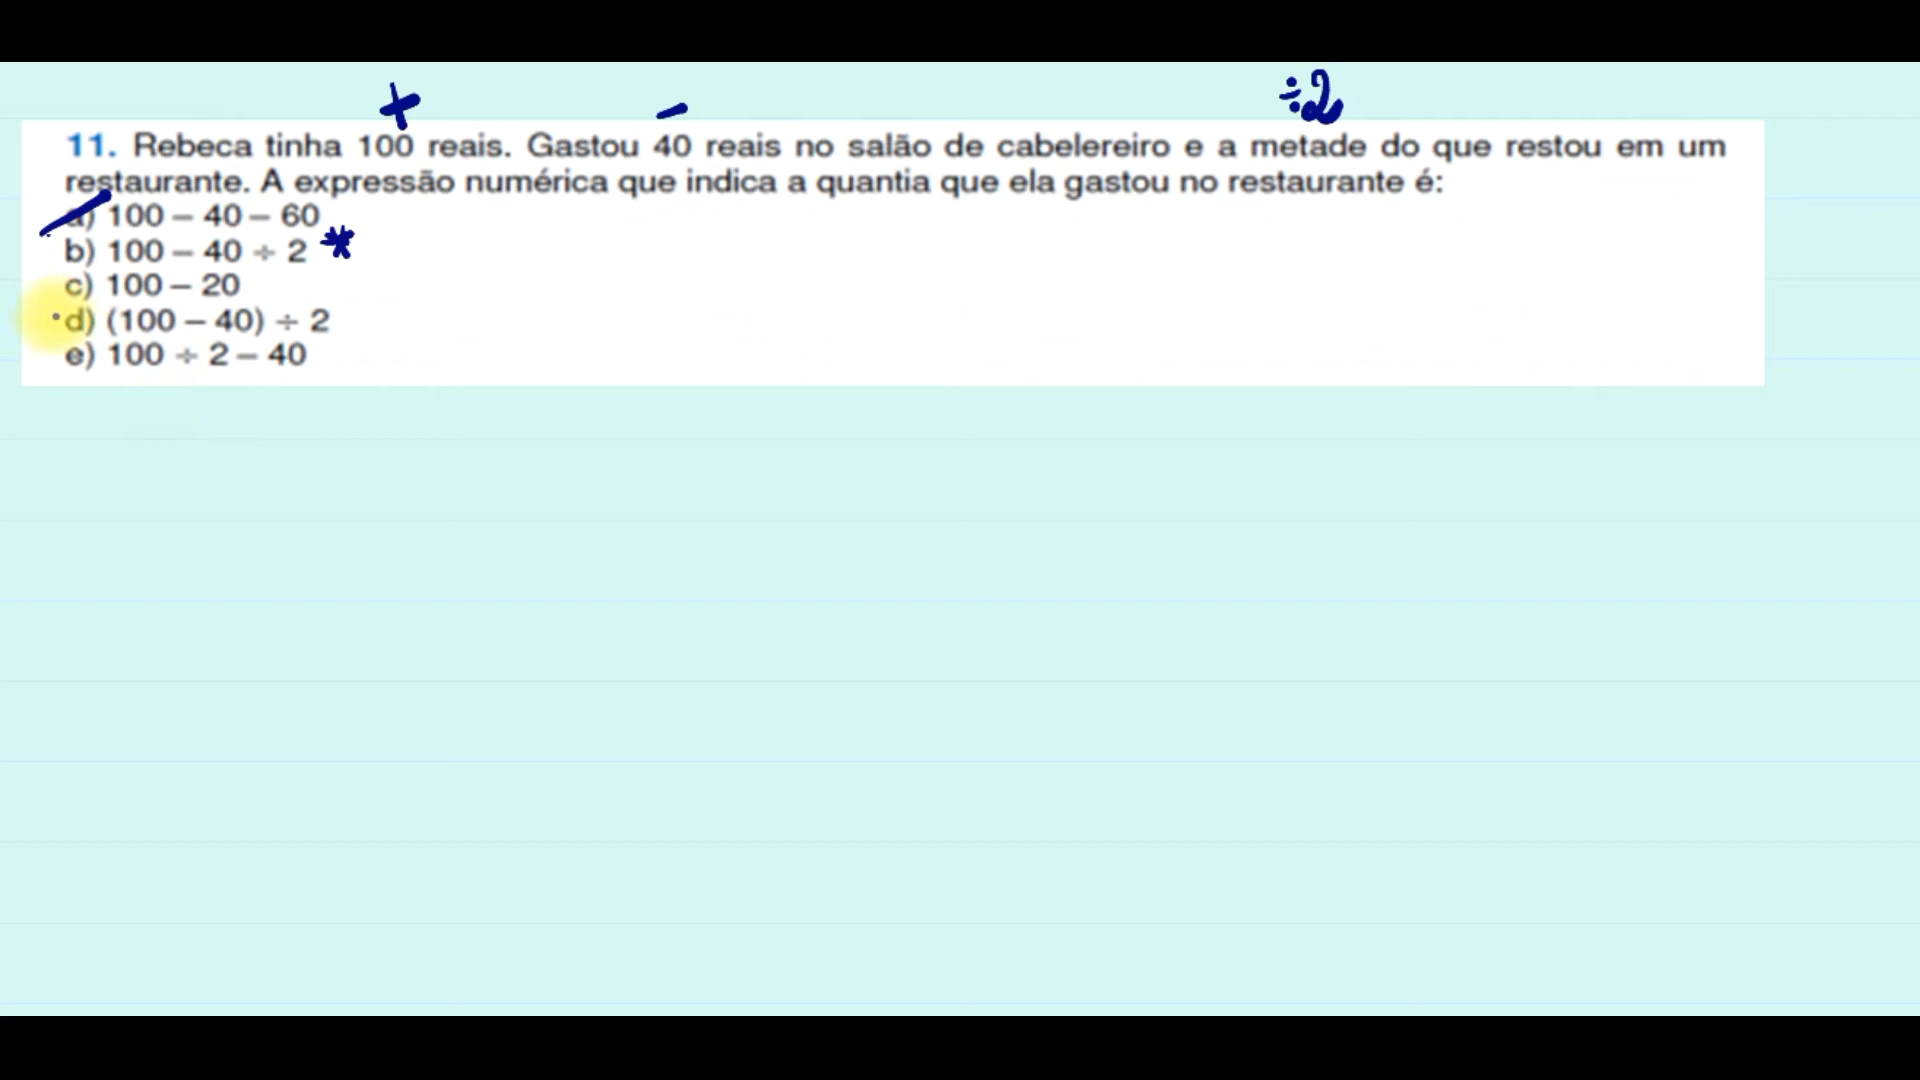 + − ÷2
11. Rebeca tinha 100 reais. Gastou 40 reais no salão de cabelereiro e a metade do que restou em um
restaurante. A expressão numérica que indica a quantia que ela gastou no restaurante é:
a) 100 – 40 – 60
b) 100 – 40 ÷ 2 *
c) 100 – 20
d) (100 – 40) ÷ 2
e) 100 ÷ 2 – 40